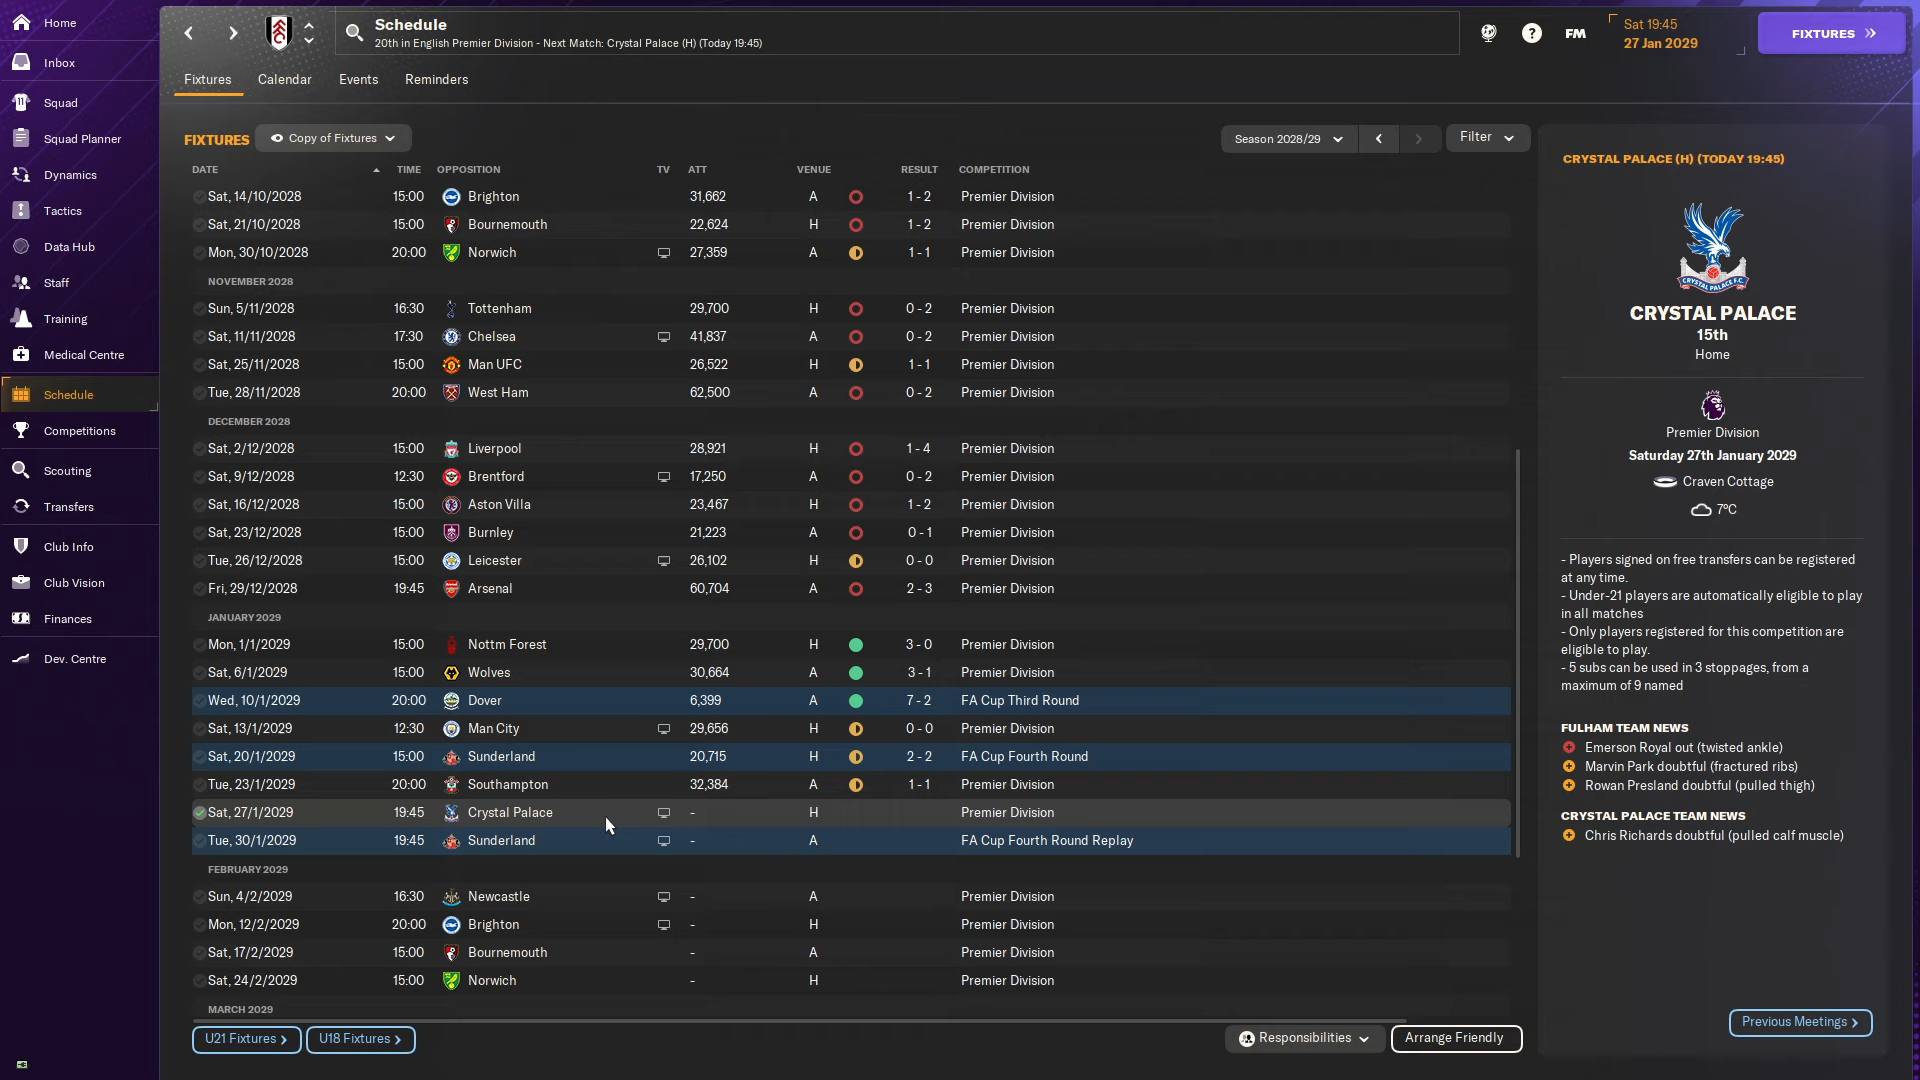 Home
Inbox
Squad
Squad Planner
Dynamics
Tactics
Data Hub
Staff
Training
Medical Centre
Schedule
Competitions
Scouting
Transfers
Club Info
Club Vision
Finances
Dev. Centre
Schedule
20th in English Premier Division - Next Match: Crystal Palace (H) (Today 19:45)
FM
Sat 19:45
27 Jan 2029
FIXTURES
Fixtures Calendar Events Reminders
FIXTURES Copy of Fixtures Season 2028/29 Filter
DATE TIME OPPOSITION TV ATT VENUE RESULT COMPETITION
Sat, 14/10/2028 15:00 Brighton 31,662 A 1 - 2 Premier Division
Sat, 21/10/2028 15:00 Bournemouth 22,624 H 1 - 2 Premier Division
Mon, 30/10/2028 20:00 Norwich 27,359 A 1 - 1 Premier Division
NOVEMBER 2028
Sun, 5/11/2028 16:30 Tottenham 29,700 H 0 - 2 Premier Division
Sat, 11/11/2028 17:30 Chelsea 41,837 A 0 - 2 Premier Division
Sat, 25/11/2028 15:00 Man UFC 26,522 H 1 - 1 Premier Division
Tue, 28/11/2028 20:00 West Ham 62,500 A 0 - 2 Premier Division
DECEMBER 2028
Sat, 2/12/2028 15:00 Liverpool 28,921 H 1 - 4 Premier Division
Sat, 9/12/2028 12:30 Brentford 17,250 A 0 - 2 Premier Division
Sat, 16/12/2028 15:00 Aston Villa 23,467 H 1 - 2 Premier Division
Sat, 23/12/2028 15:00 Burnley 21,223 A 0 - 1 Premier Division
Tue, 26/12/2028 15:00 Leicester 26,102 H 0 - 0 Premier Division
Fri, 29/12/2028 19:45 Arsenal 60,704 A 2 - 3 Premier Division
JANUARY 2029
Mon, 1/1/2029 15:00 Nottm Forest 29,700 H 3 - 0 Premier Division
Sat, 6/1/2029 15:00 Wolves 30,664 A 3 - 1 Premier Division
Wed, 10/1/2029 20:00 Dover 6,399 A 7 - 2 FA Cup Third Round
Sat, 13/1/2029 12:30 Man City 29,656 H 0 - 0 Premier Division
Sat, 20/1/2029 15:00 Sunderland 20,715 H 2 - 2 FA Cup Fourth Round
Tue, 23/1/2029 20:00 Southampton 32,384 A 1 - 1 Premier Division
Sat, 27/1/2029 19:45 Crystal Palace - H Premier Division
Tue, 30/1/2029 19:45 Sunderland - A FA Cup Fourth Round Replay
FEBRUARY 2029
Sun, 4/2/2029 16:30 Newcastle - A Premier Division
Mon, 12/2/2029 20:00 Brighton - H Premier Division
Sat, 17/2/2029 15:00 Bournemouth - A Premier Division
Sat, 24/2/2029 15:00 Norwich - H Premier Division
MARCH 2029
U21 Fixtures U18 Fixtures Responsibilities Arrange Friendly
CRYSTAL PALACE (H) (TODAY 19:45)
CRYSTAL PALACE F.C.
CRYSTAL PALACE
15th
Home
Premier Division
Saturday 27th January 2029
Craven Cottage
7ºC
- Players signed on free transfers can be registered
at any time.
- Under-21 players are automatically eligible to play
in all matches
- Only players registered for this competition are
eligible to play.
- 5 subs can be used in 3 stoppages, from a
maximum of 9 named
FULHAM TEAM NEWS
Emerson Royal out (twisted ankle)
Marvin Park doubtful (fractured ribs)
Rowan Presland doubtful (pulled thigh)
CRYSTAL PALACE TEAM NEWS
Chris Richards doubtful (pulled calf muscle)
Previous Meetings